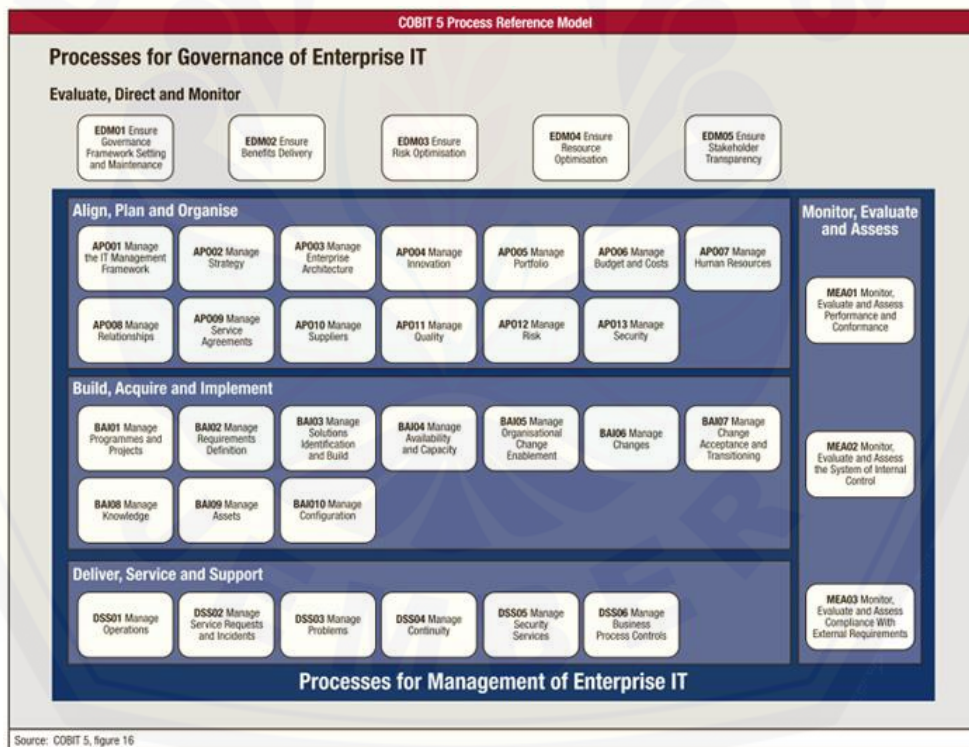 COBIT 5 Process Reference Model
Processes for Governance of Enterprise IT
Evaluate, Direct and Monitor
EDM01 Ensure
Governance
Framework Setting
and Maintenance
EDM02 Ensure
Benefits Delivery
EDM03 Ensure
Risk Optimisation
EDM04 Ensure
Resource
Optimisation
EDM05 Ensure
Stakeholder
Transparency
Align, Plan and Organise
APO01 Manage
the IT Management
Framework
APO02 Manage
Strategy
APO03 Manage
Enterprise
Architecture
APO04 Manage
Innovation
APO05 Manage
Portfolio
APO06 Manage
Budget and Costs
APO07 Manage
Human Resources
APO08 Manage
Relationships
APO09 Manage
Service
Agreements
APO10 Manage
Suppliers
APO11 Manage
Quality
APO12 Manage
Risk
APO13 Manage
Security
Build, Acquire and Implement
BAI01 Manage
Programmes and
Projects
BAI02 Manage
Requirements
Definition
BAI03 Manage
Solutions
Identification
and Build
BAI04 Manage
Availability
and Capacity
BAI05 Manage
Organisational
Change
Enablement
BAI06 Manage
Changes
BAI07 Manage
Change
Acceptance and
Transitioning
BAI08 Manage
Knowledge
BAI09 Manage
Assets
BAI010 Manage
Configuration
Deliver, Service and Support
DSS01 Manage
Operations
DSS02 Manage
Service Requests
and Incidents
DSS03 Manage
Problems
DSS04 Manage
Continuity
DSS05 Manage
Security
Services
DSS06 Manage
Business
Process Controls
Monitor, Evaluate
and Assess
MEA01 Monitor,
Evaluate and Assess
Performance and
Conformance
MEA02 Monitor,
Evaluate and Assess
the System of Internal
Control
MEA03 Monitor,
Evaluate and Assess
Compliance With
External Requirements
Processes for Management of Enterprise IT
Source: COBIT 5, figure 16